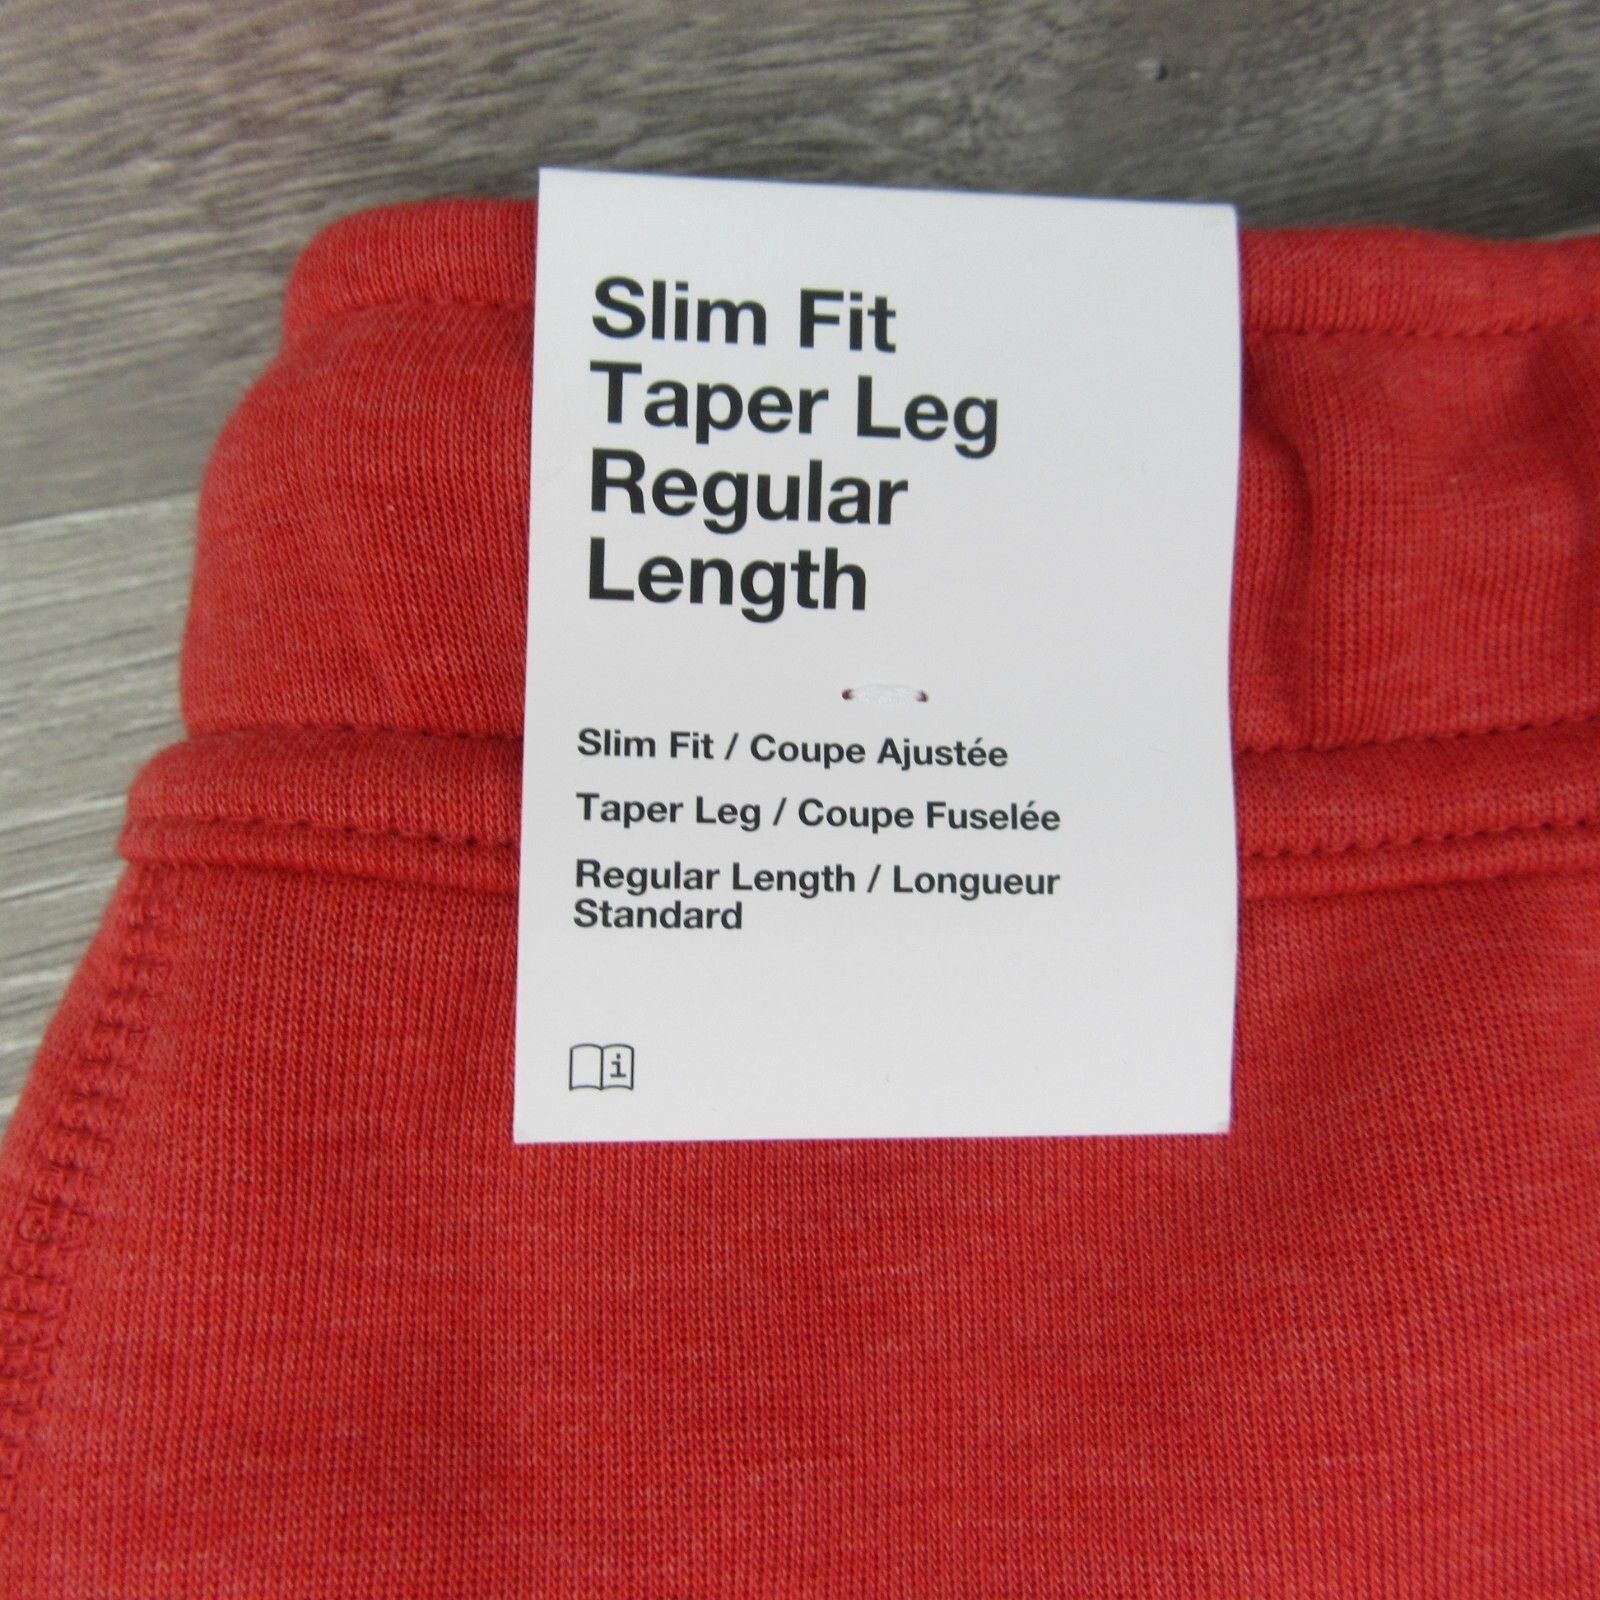 Slim Fit
Taper Leg
Regular
Length
Slim Fit / Coupe Ajustée
Taper Leg / Coupe Fuselée
Regular Length / Longueur
Standard
i